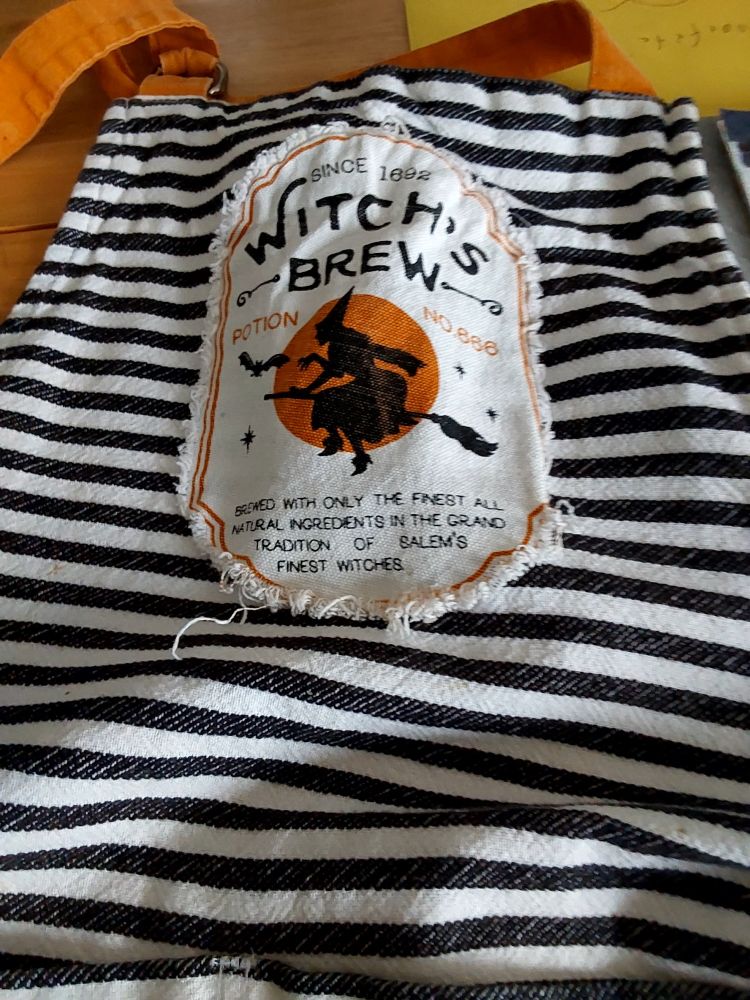 SINCE 1692
WITCH'S
BREW
POTION NO.666
BREWED WITH ONLY THE FINEST ALL
NATURAL INGREDIENTS IN THE GRAND
TRADITION OF SALEM'S
FINEST WITCHES.